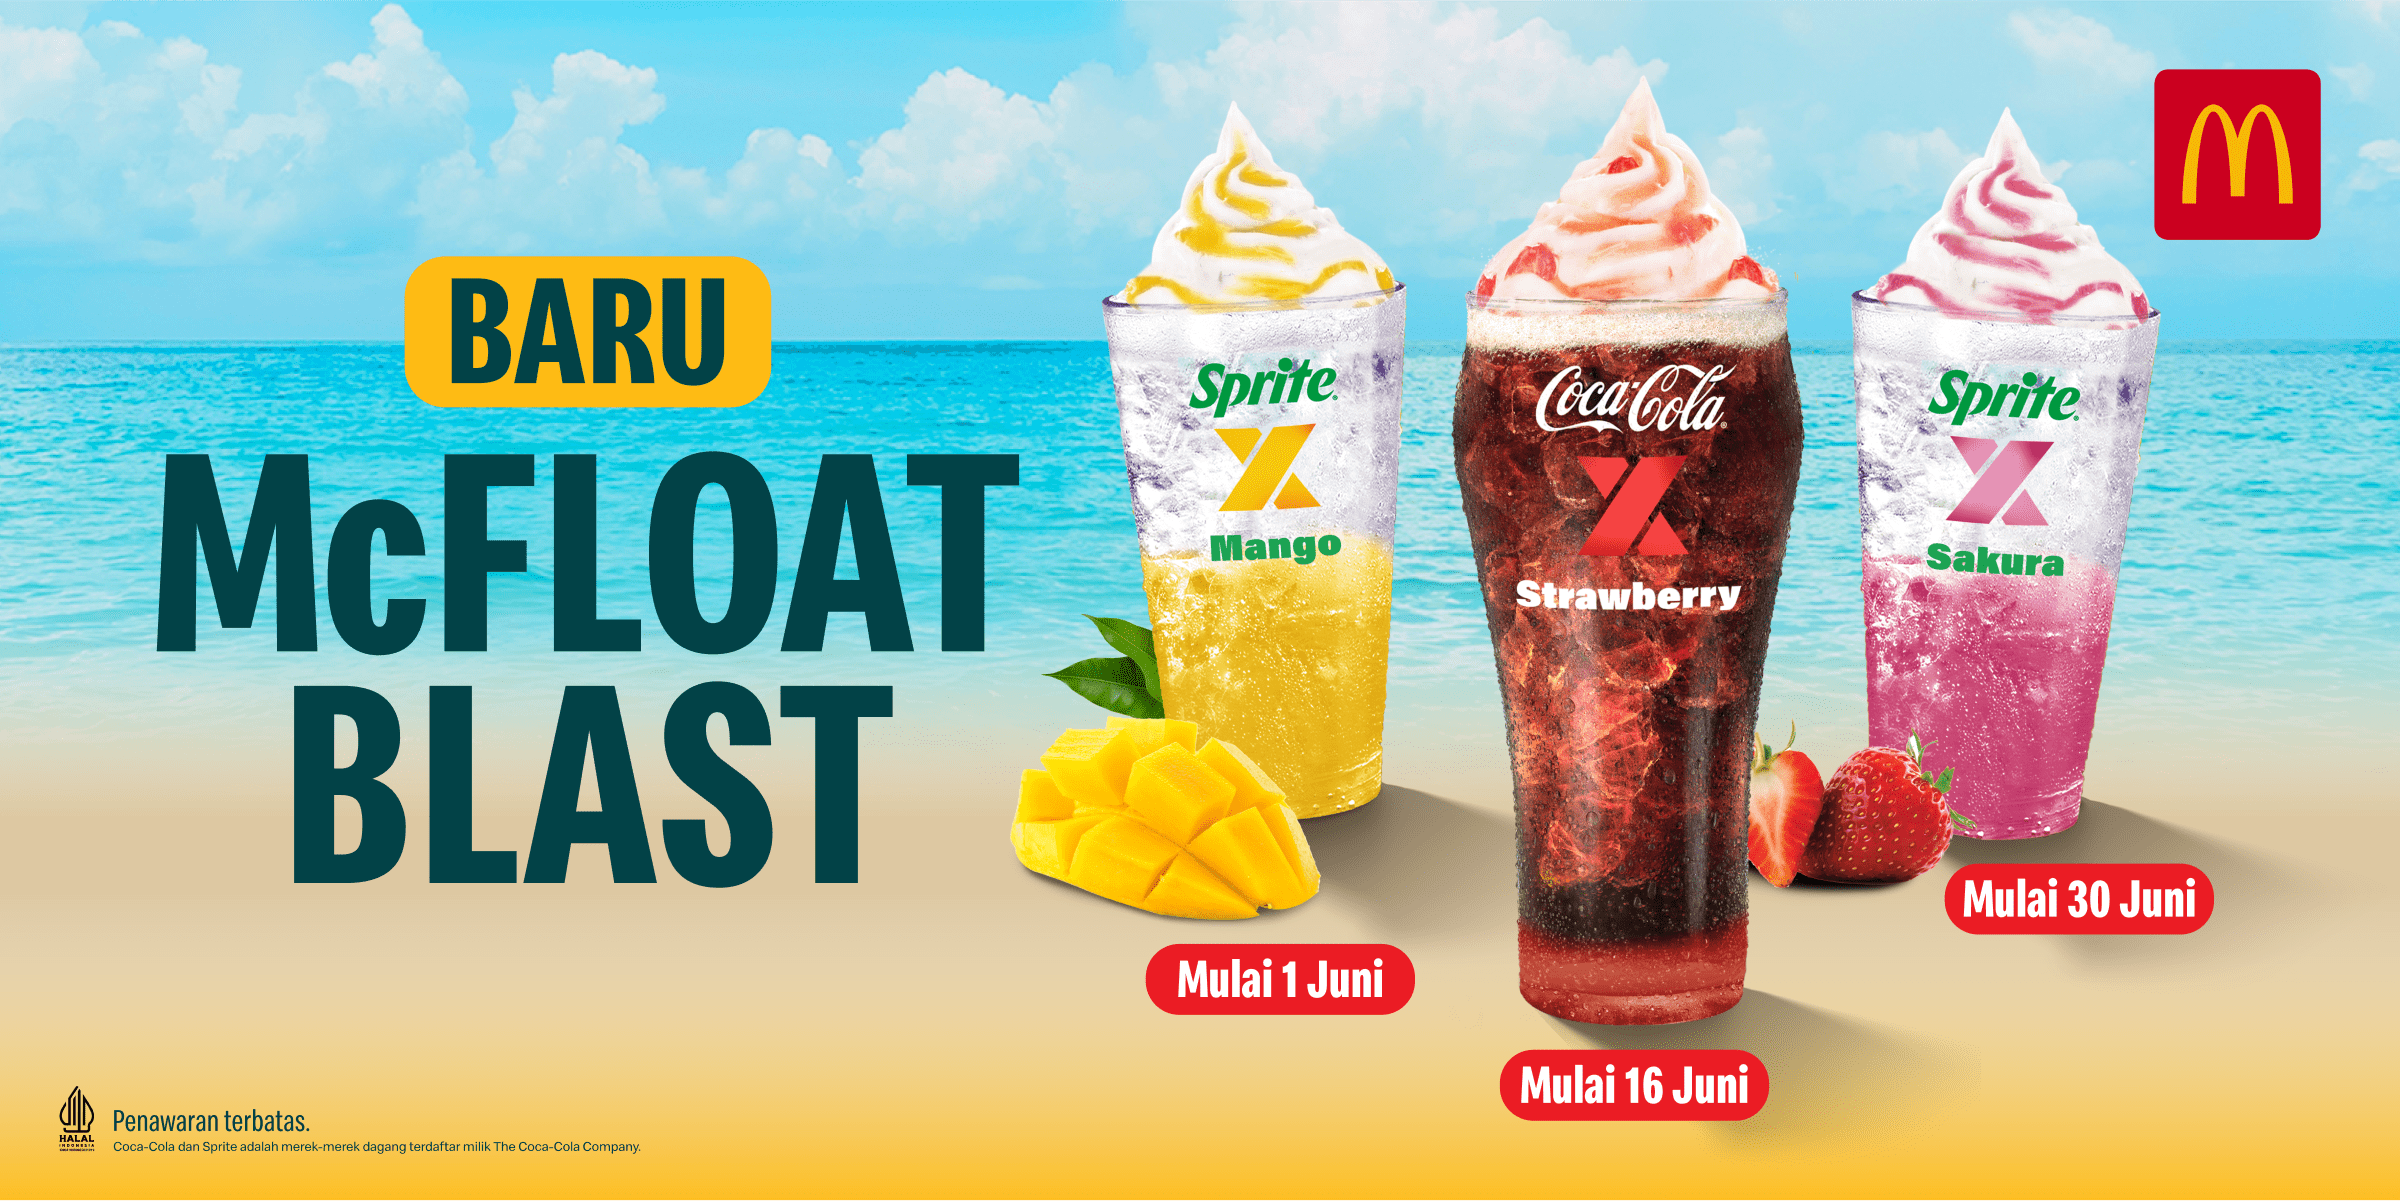 BARU
McFLOAT
BLAST
Sprite
X
Mango
Mulai 1 Juni
Coca-Cola
X
Strawberry
Mulai 16 Juni
Sprite
X
Sakura
Mulai 30 Juni
HALAL
INDONESIA
Penawaran terbatas.
Coca-Cola dan Sprite adalah merek-merek dagang terdaftar milik The Coca-Cola Company.